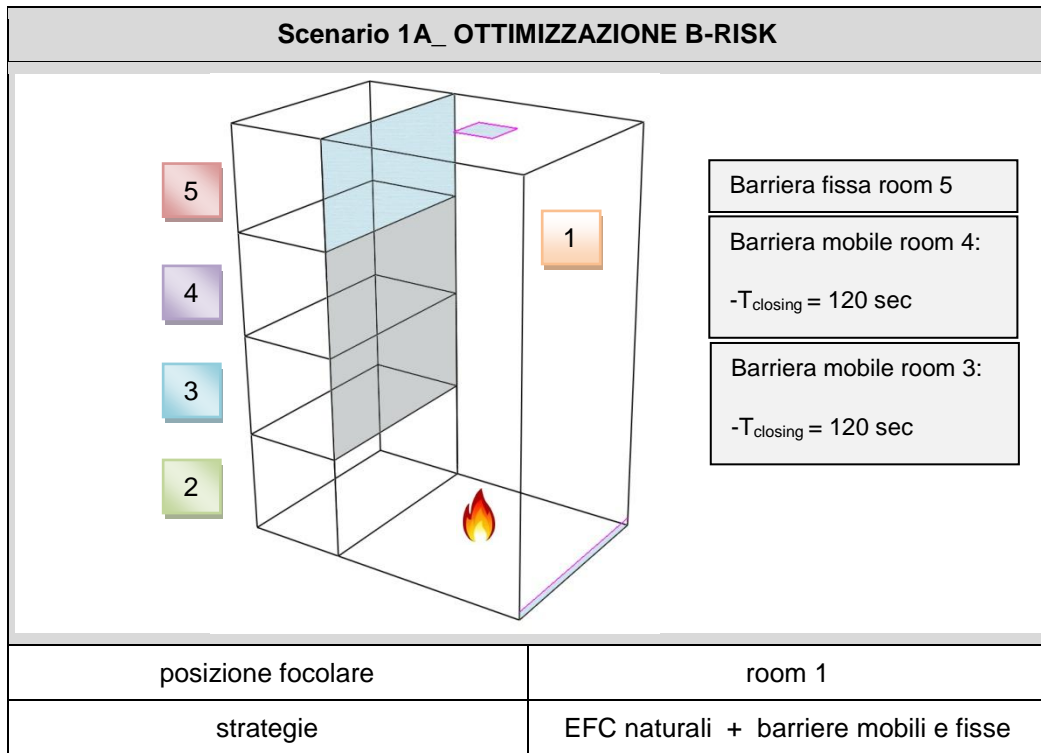 Scenario 1A_ OTTIMIZZAZIONE B-RISK
5
4
3
2
1
Barriera fissa room 5
Barriera mobile room 4:
-Tclosing = 120 sec
Barriera mobile room 3:
-Tclosing = 120 sec
posizione focolare
room 1
strategie
EFC naturali + barriere mobili e fisse